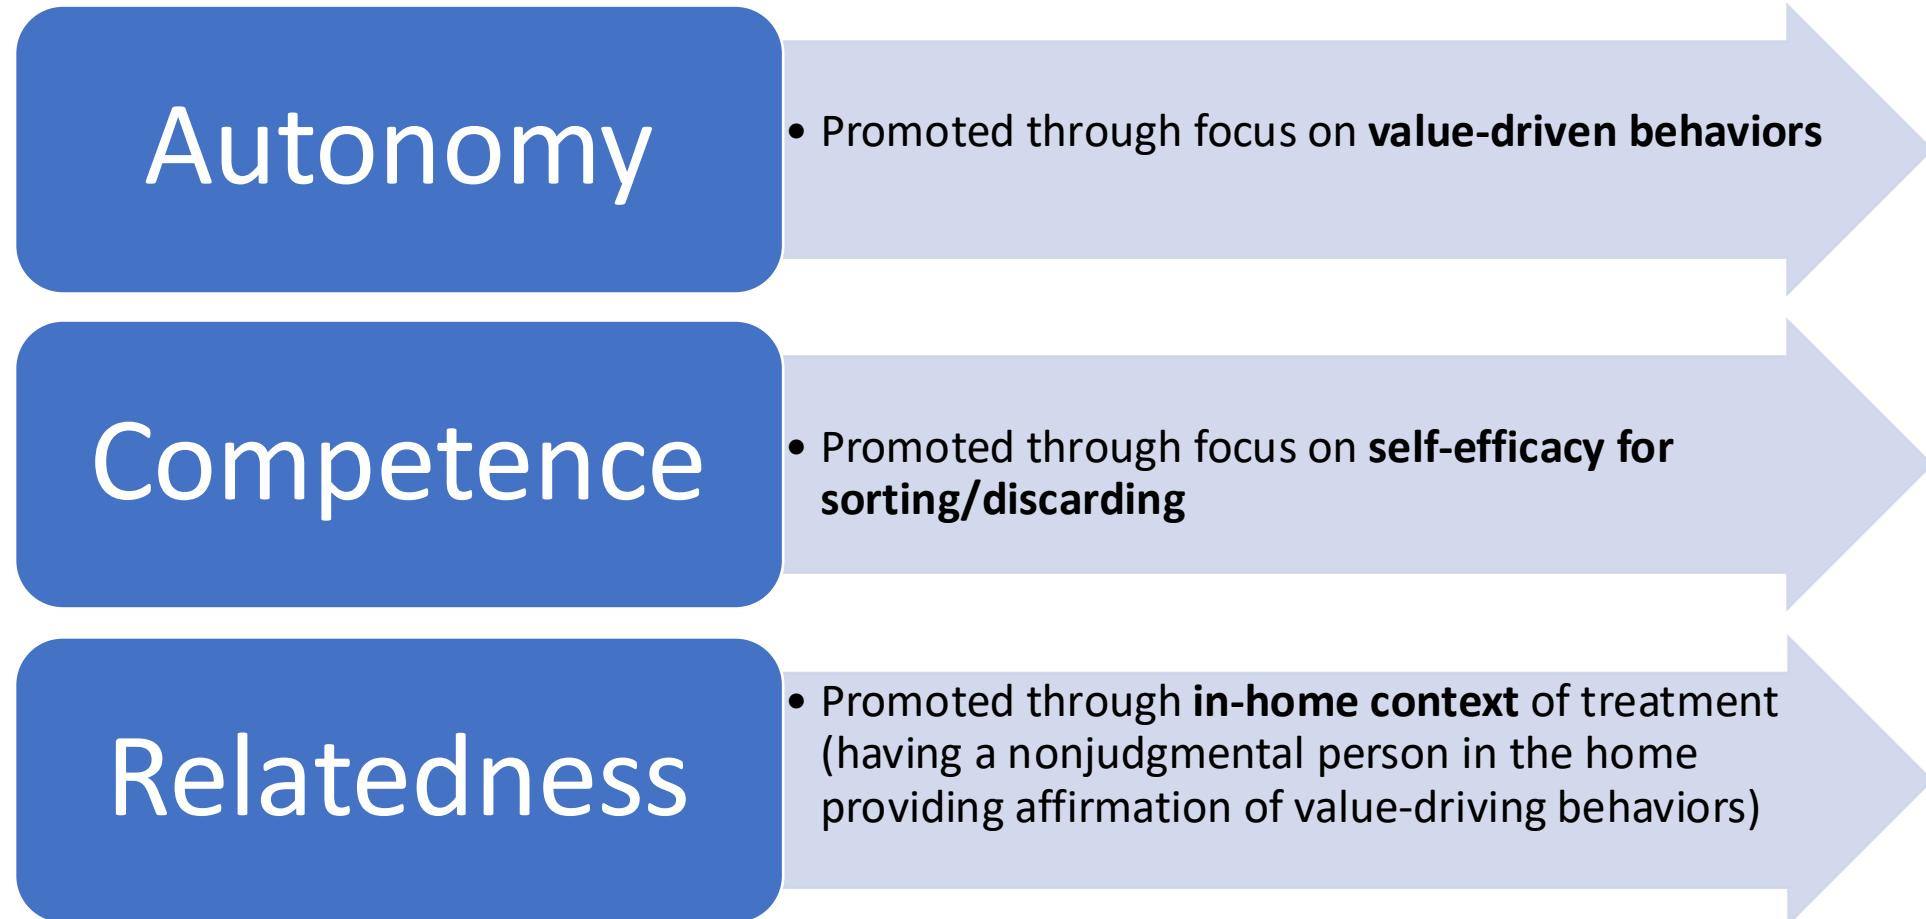 Autonomy
• Promoted through focus on value-driven behaviors
Competence
• Promoted through focus on self-efficacy for
sorting/discarding
Relatedness
• Promoted through in-home context of treatment
(having a nonjudgmental person in the home
providing affirmation of value-driving behaviors)